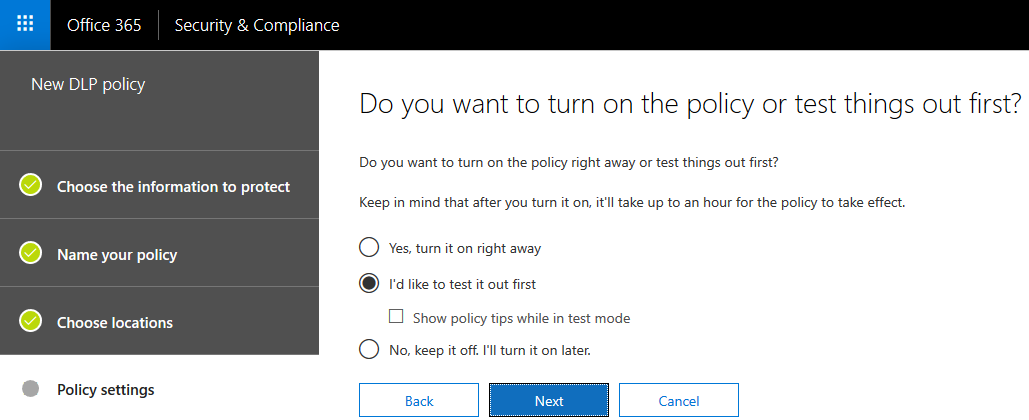 Office 365 Security & Compliance
New DLP policy
Choose the information to protect
Name your policy
Choose locations
Policy settings
Do you want to turn on the policy or test things out first?
Do you want to turn on the policy right away or test things out first?
Keep in mind that after you turn it on, it'll take up to an hour for the policy to take effect.
Yes, turn it on right away
I'd like to test it out first
Show policy tips while in test mode
No, keep it off. I'll turn it on later.
Back Next Cancel